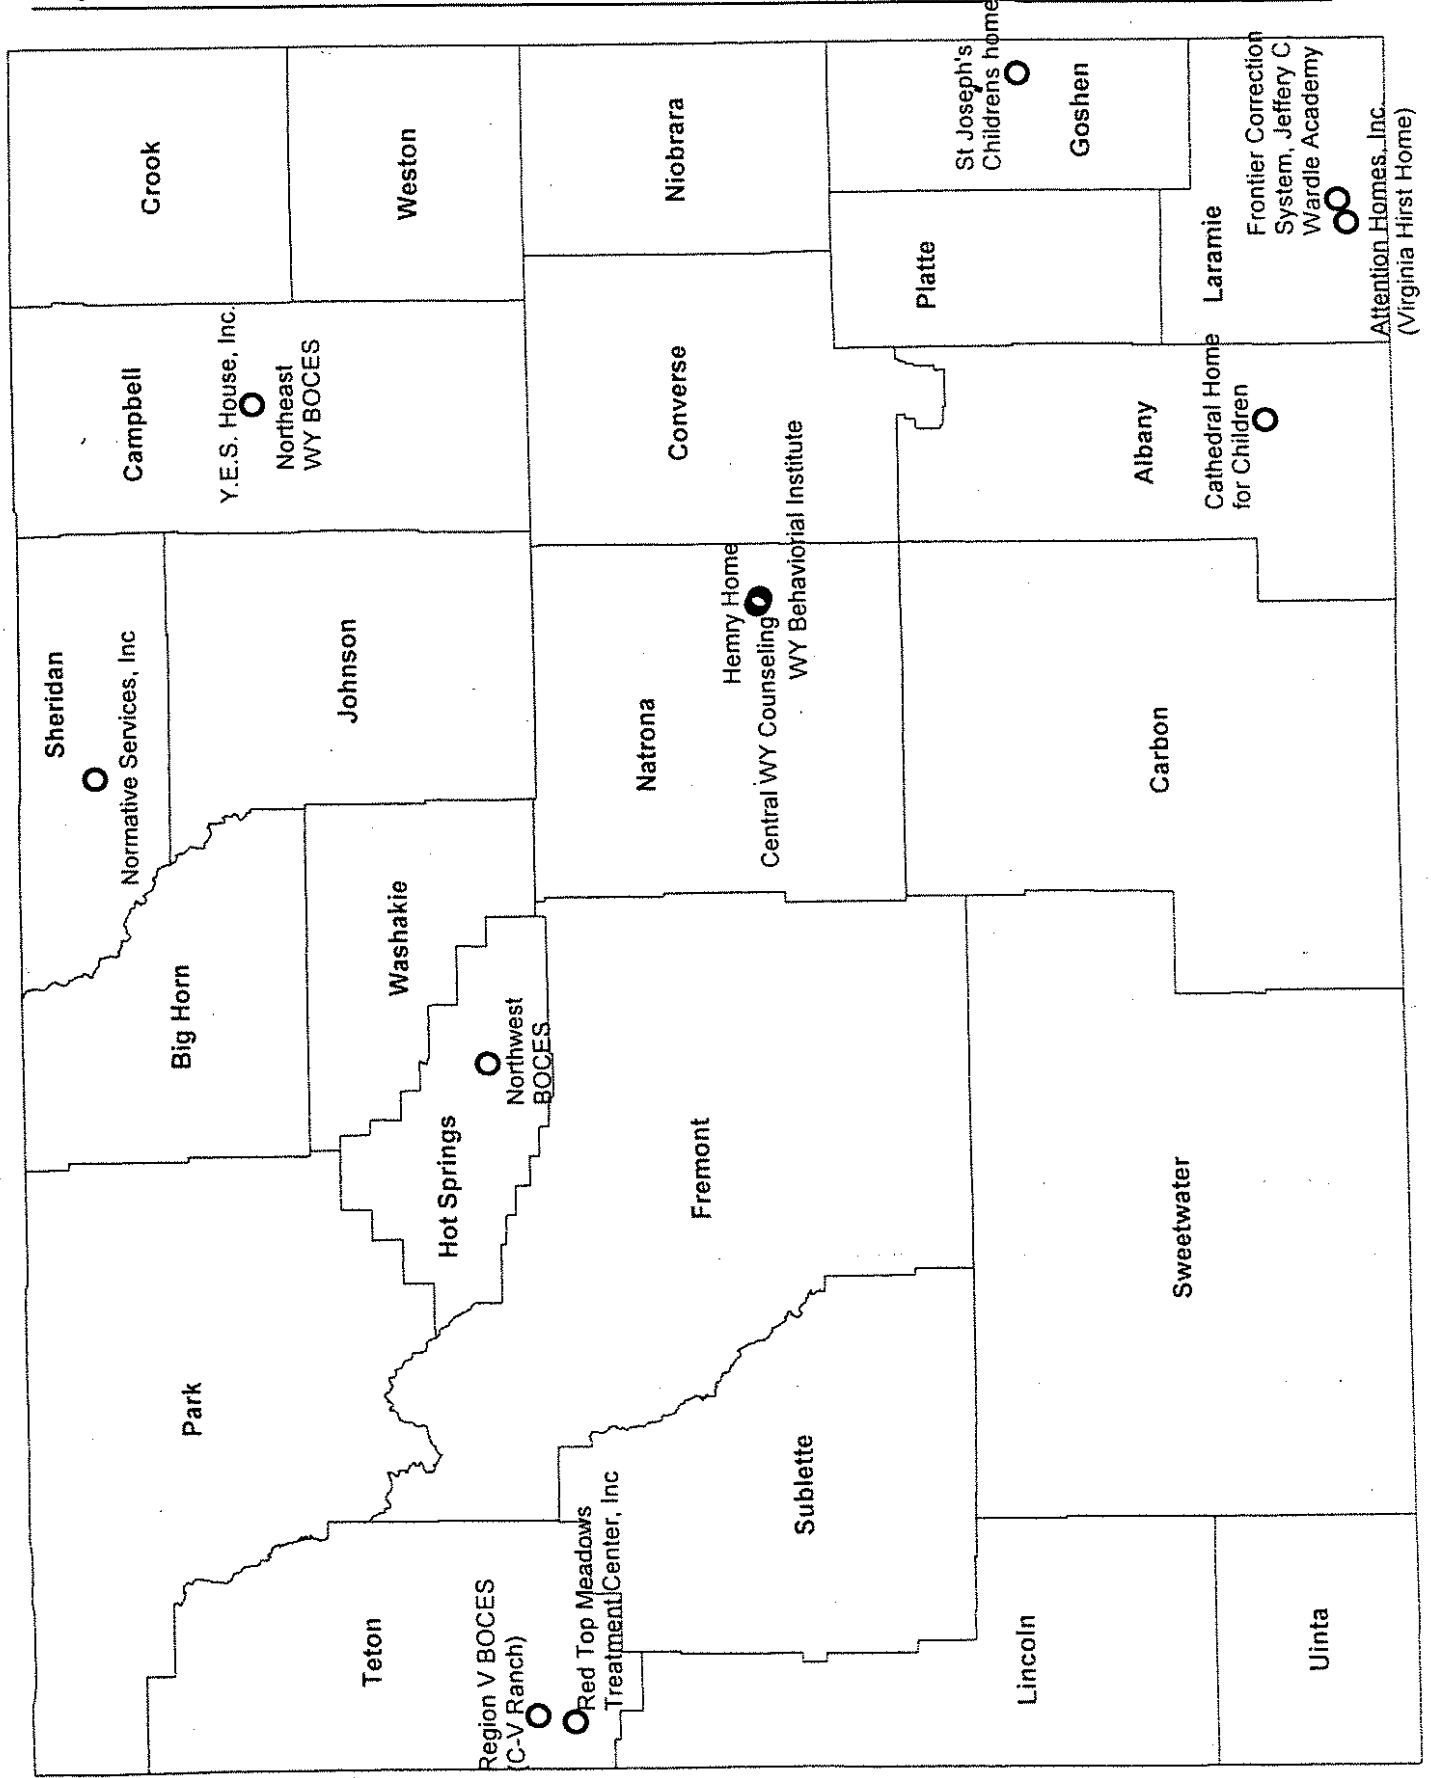 Sheridan
Normative Services, Inc
Campbell
Crook
Park
Big Horn
Y.E.S. House, Inc.
Northeast
WY BOCES
Johnson
Teton
Washakie
Weston
Hot Springs
Northwest
BOCES
Region V BOCES
(C-V Ranch)
Red Top Meadows
Treatment Center, Inc
Fremont
Natrona
Converse
Niobrara
Hemry Home
Central WY Counseling
WY Behaviorial Institute
Sublette
Platte
St Joseph's
Childrens home
Goshen
Lincoln
Sweetwater
Carbon
Albany
Cathedral Home
for Children
Laramie
Frontier Correction
System, Jeffery C.
Wardle Academy
Attention Homes, Inc.
(Virginia Hirst Home)
Uinta